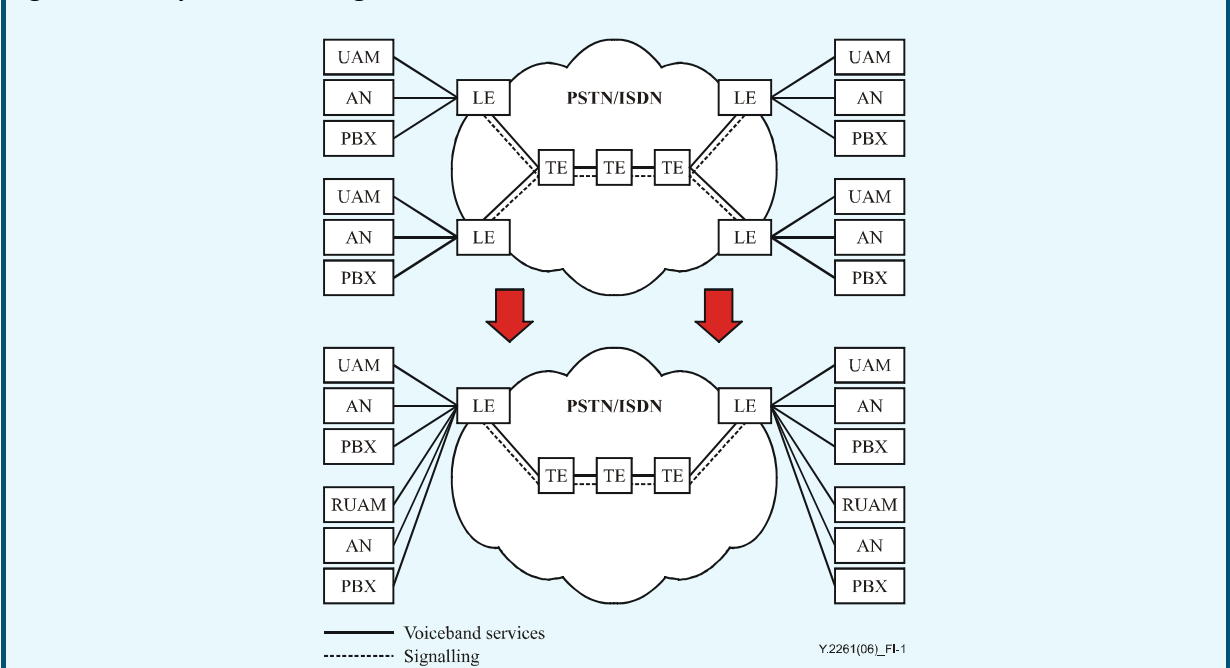 UAM
AN
PBX
UAM
AN
PBX
LE
LE
PSTN/ISDN
TE
TE
TE
LE
LE
UAM
AN
PBX
UAM
AN
PBX
UAM
AN
PBX
RUAM
AN
PBX
LE
PSTN/ISDN
TE
TE
TE
LE
UAM
AN
PBX
RUAM
AN
PBX
Voiceband services
Signalling
Y.2261(06)_FI-1